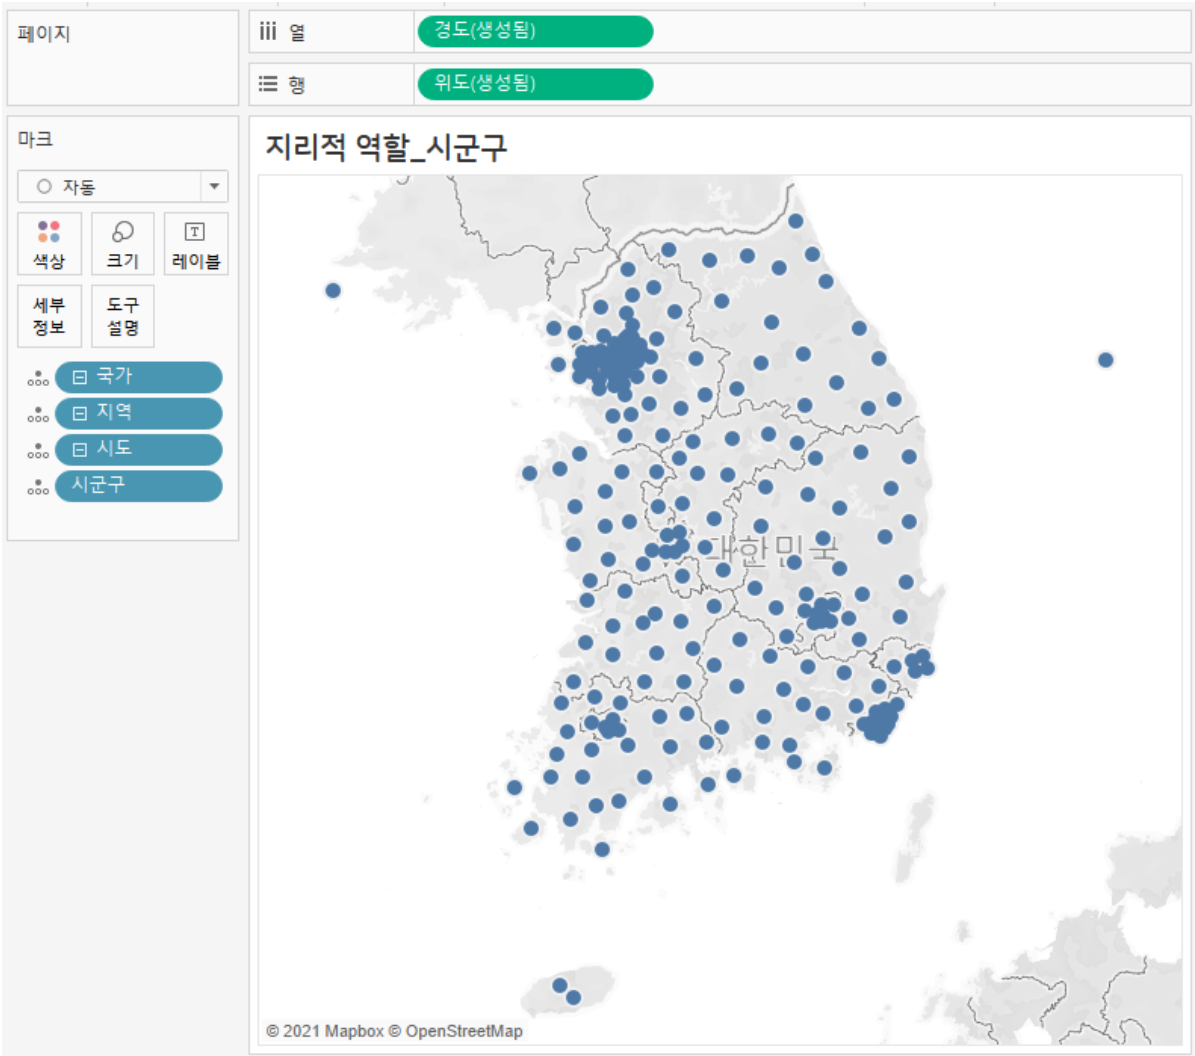 페이지
열
경도(생성됨)
행
위도(생성됨)
마크
자동
색상
크기
레이블
세부
정보
도구
설명
국가
지역
시도
시군구
지리적 역할_시군구
대한민국
© 2021 Mapbox © OpenStreetMap